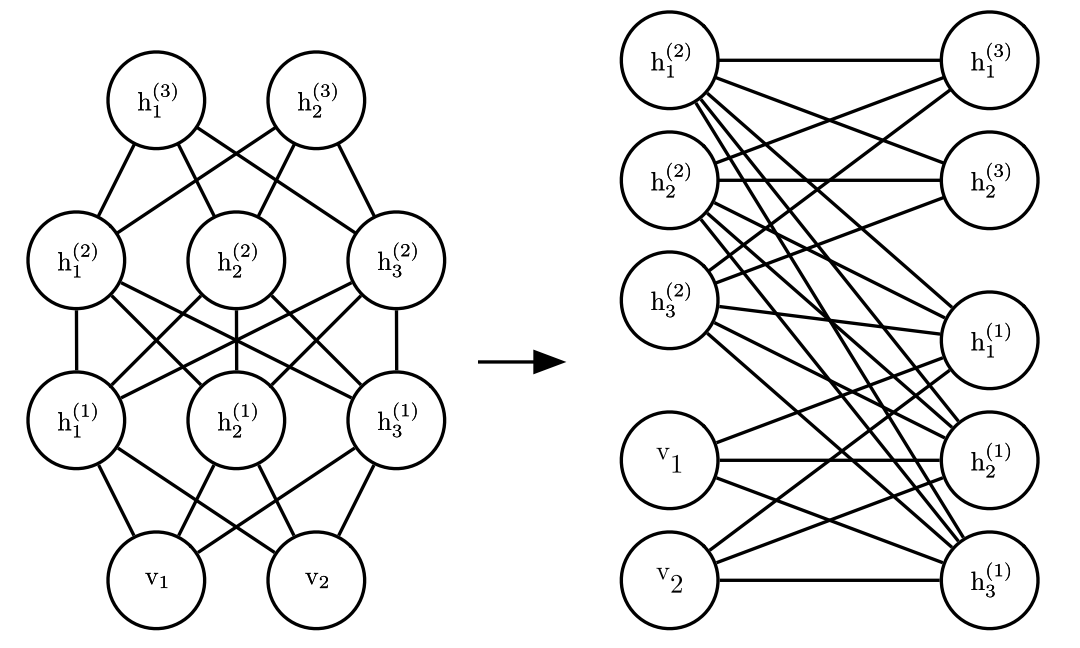 h₁⁽³⁾ h₂⁽³⁾
h₁⁽²⁾ h₂⁽²⁾ h₃⁽²⁾
h₁⁽¹⁾ h₂⁽¹⁾ h₃⁽¹⁾
v₁ v₂
h₁⁽²⁾ h₁⁽³⁾
h₂⁽²⁾ h₂⁽³⁾
h₃⁽²⁾ h₁⁽¹⁾
v₁ h₂⁽¹⁾
v₂ h₃⁽¹⁾